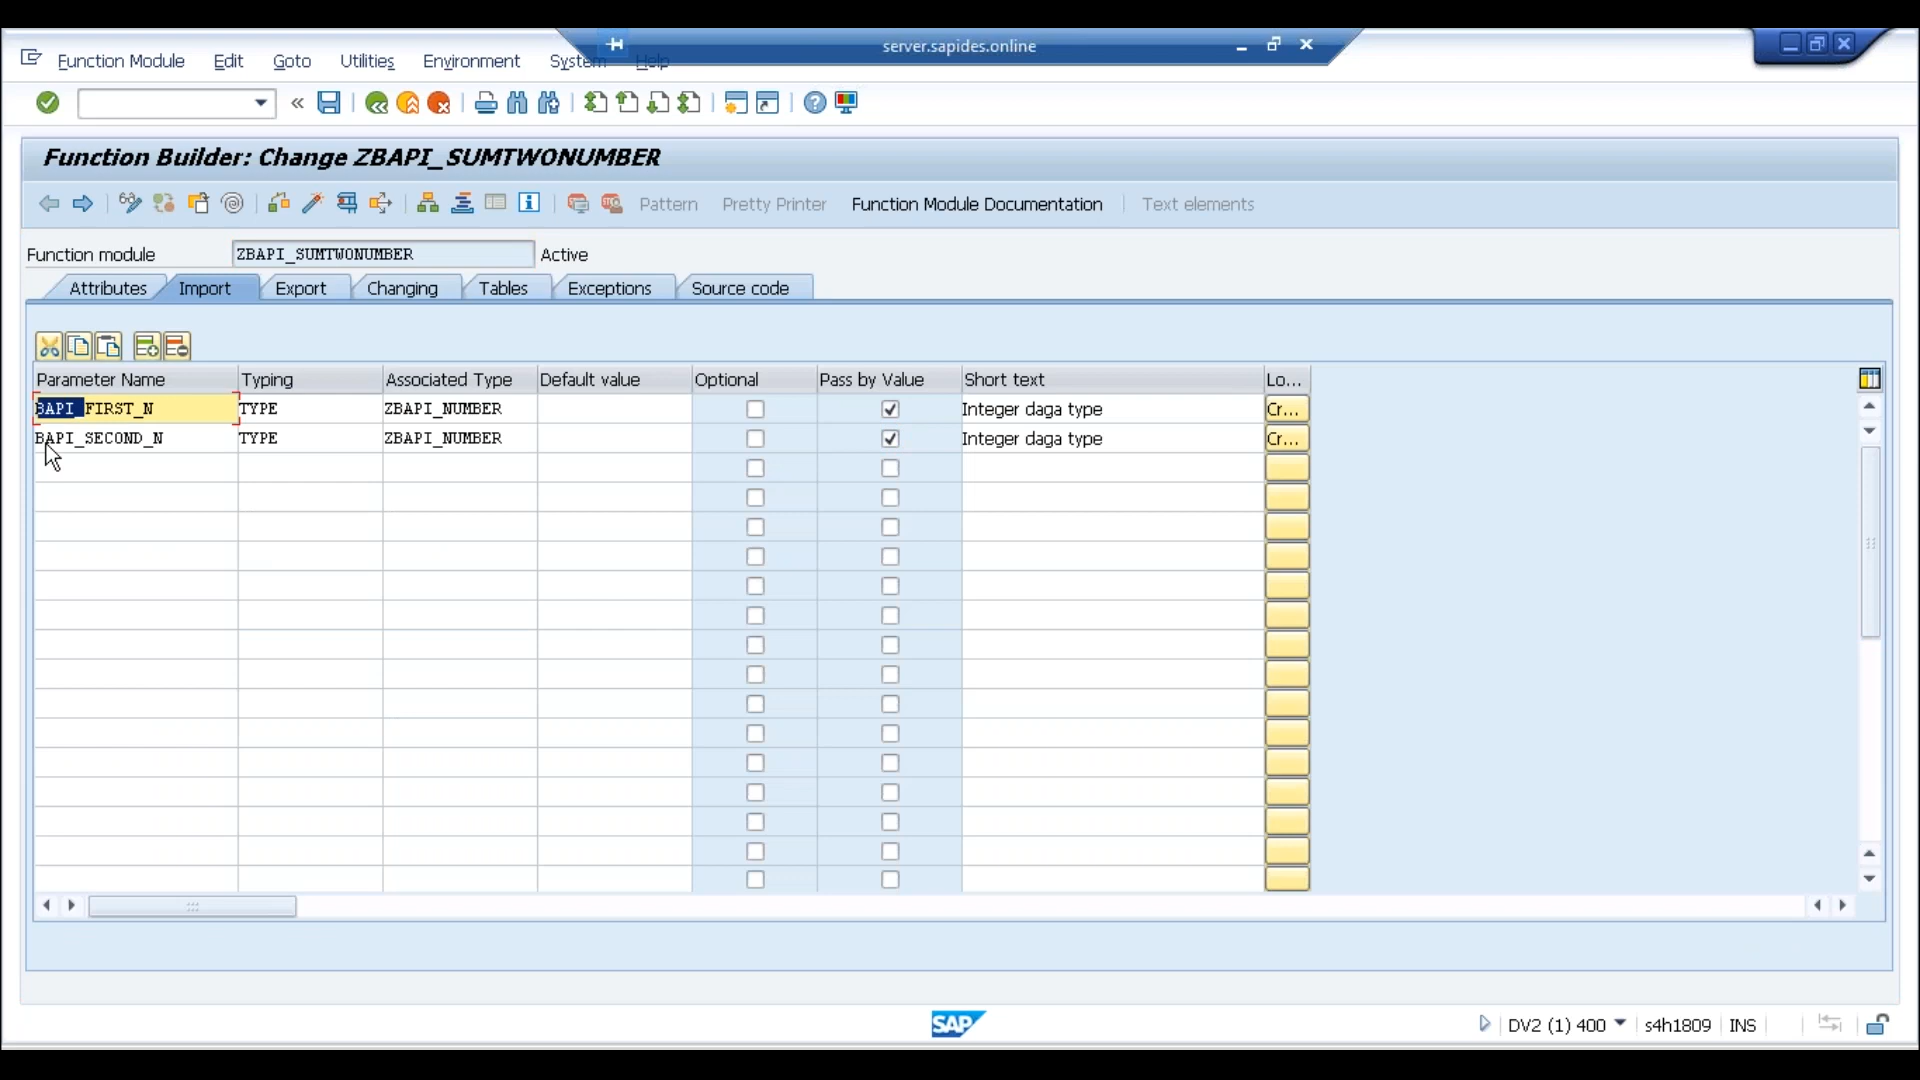 server.sapides.online
Function Module Edit Goto Utilities Environment System Help
Function Builder: Change ZBAPI_SUMTWONUMBER
Pattern Pretty Printer Function Module Documentation Text elements
Function module ZBAPI_SUMTWONUMBER Active
Attributes Import Export Changing Tables Exceptions Source code
Parameter Name Typing Associated Type Default value Optional Pass by Value Short text Lo...
BAPI_FIRST_N TYPE ZBAPI_NUMBER Integer daga type Cr...
BAPI_SECOND_N TYPE ZBAPI_NUMBER Integer daga type Cr...
SAP
DV2 (1) 400 s4h1809 INS